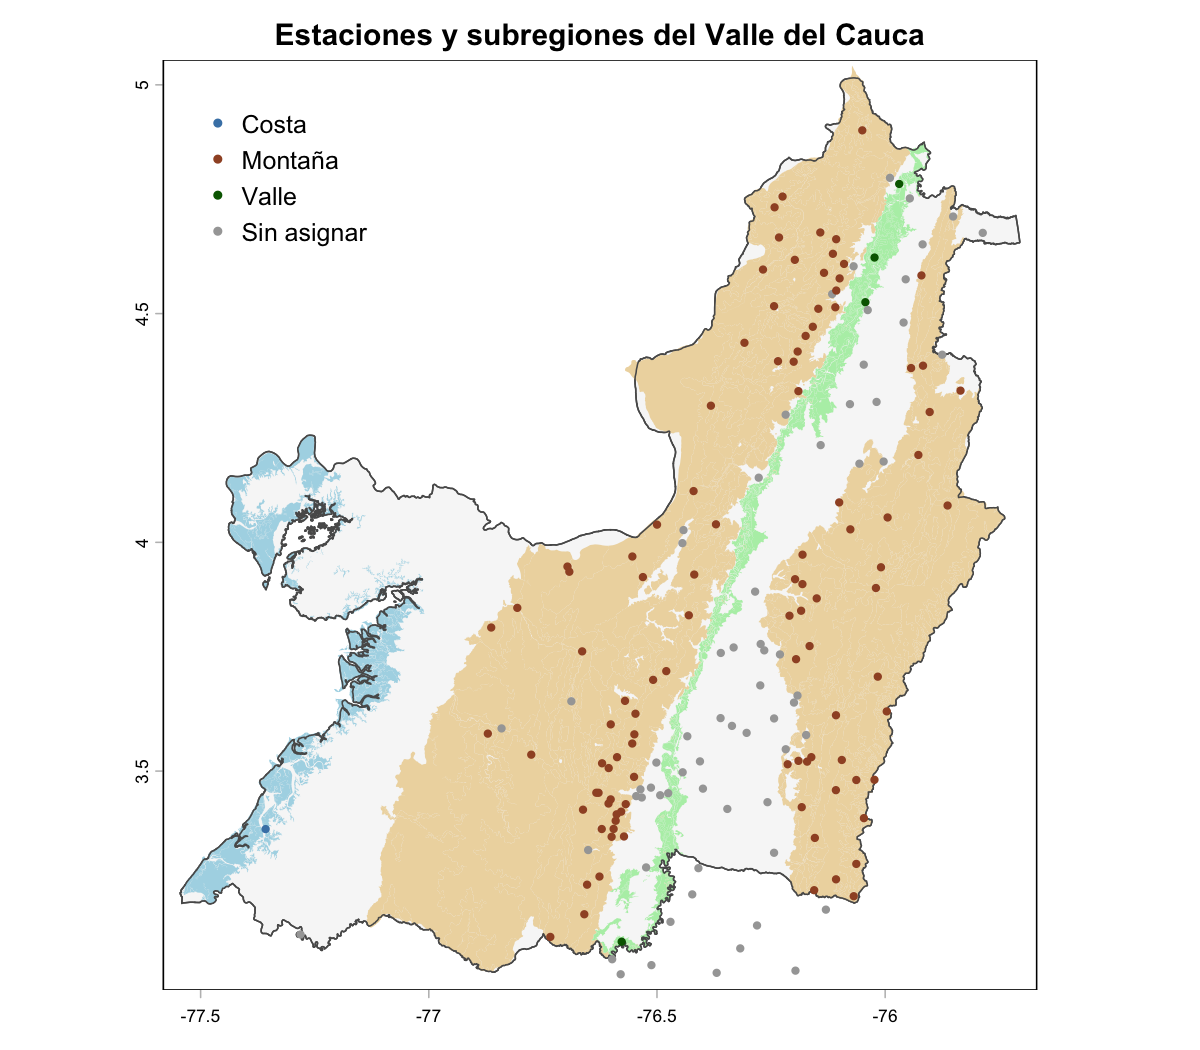 Estaciones y subregiones del Valle del Cauca
Costa
Montaña
Valle
Sin asignar
5
4.5
4
3.5
-77.5
-77
-76.5
-76